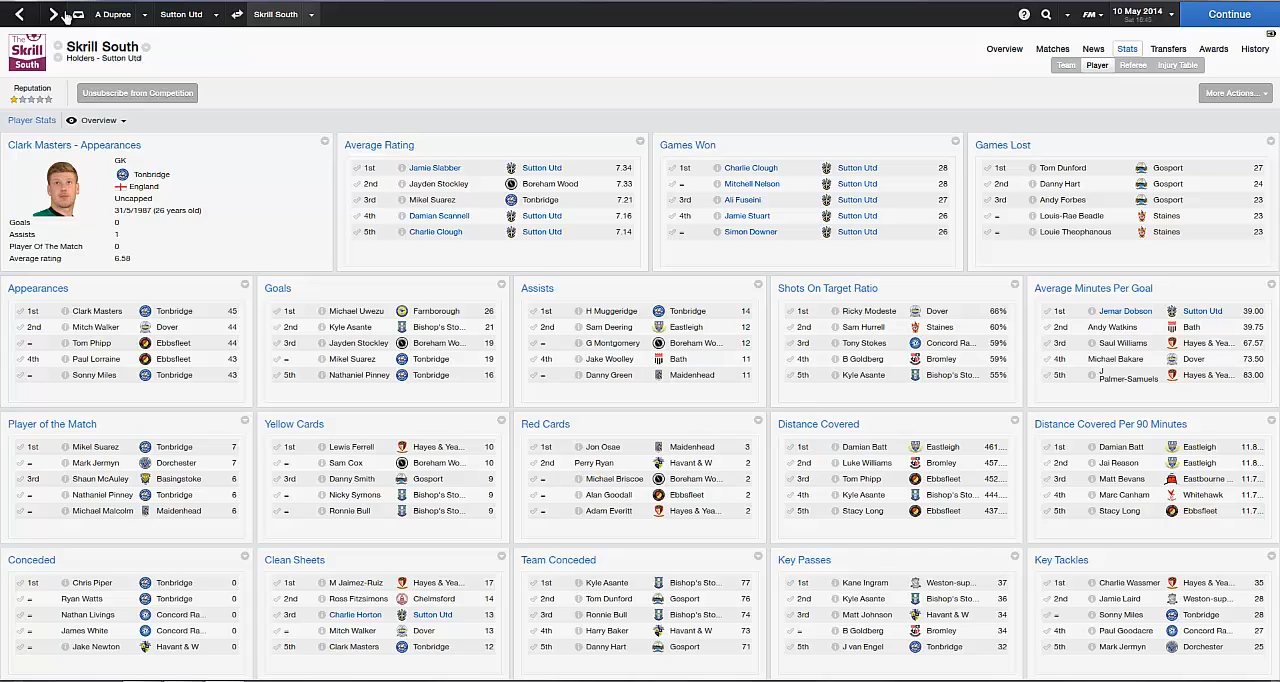 A Dupree Sutton Utd Skrill South FM 10 May 2014 Continue
Sat 16:45
The Skrill South
Skrill South
Holders - Sutton Utd
Overview Matches News Stats Transfers Awards History
Team Player Referee Injury Table
Reputation
Unsubscribe from Competition
More Actions...
Player Stats Overview
Clark Masters - Appearances
GK
Tonbridge
England
Uncapped
31/5/1987 (26 years old)
Goals 0
Assists 1
Player Of The Match 0
Average rating 6.58
Average Rating
1st Jamie Slabber Sutton Utd 7.34
2nd Jayden Stockley Boreham Wood 7.33
3rd Mikel Suarez Tonbridge 7.21
4th Damian Scannell Sutton Utd 7.16
5th Charlie Clough Sutton Utd 7.14
Games Won
1st Charlie Clough Sutton Utd 28
- Mitchell Nelson Sutton Utd 28
3rd Ali Fuseini Sutton Utd 27
4th Jamie Stuart Sutton Utd 26
- Simon Downer Sutton Utd 26
Games Lost
1st Tom Dunford Gosport 27
2nd Danny Hart Gosport 24
3rd Andy Forbes Gosport 23
- Louis-Rae Beadle Staines 23
- Louie Theophanous Staines 23
Appearances
1st Clark Masters Tonbridge 45
2nd Mitch Walker Dover 44
- Tom Phipp Ebbsfleet 44
4th Paul Lorraine Ebbsfleet 43
- Sonny Miles Tonbridge 43
Goals
1st Michael Uwezu Farnborough 26
2nd Kyle Asante Bishop's Sto... 21
3rd Jayden Stockley Boreham Wo... 19
- Mikel Suarez Tonbridge 19
5th Nathaniel Pinney Tonbridge 16
Assists
1st H Muggeridge Tonbridge 14
2nd Sam Deering Eastleigh 12
- G Montgomery Boreham Wo... 12
4th Jake Woolley Bath 11
- Danny Green Maidenhead 11
Shots On Target Ratio
1st Ricky Modeste Dover 66%
2nd Sam Hurrell Staines 60%
3rd Tony Stokes Concord Ra... 59%
4th B Goldberg Bromley 59%
5th Kyle Asante Bishop's Sto... 55%
Average Minutes Per Goal
1st Jemar Dobson Sutton Utd 39.00
2nd Andy Watkins Bath 39.75
3rd Saul Williams Hayes & Yea... 67.57
4th Michael Bakare Dover 73.50
5th J Palmer-Samuels Hayes & Yea... 83.00
Player of the Match
1st Mikel Suarez Tonbridge 7
- Mark Jermyn Dorchester 7
3rd Shaun McAuley Basingstoke 6
- Nathaniel Pinney Tonbridge 6
- Michael Malcolm Maidenhead 6
Yellow Cards
1st Lewis Ferrell Hayes & Yea... 10
- Sam Cox Boreham Wo... 10
3rd Danny Smith Gosport 9
- Nicky Symons Bishop's Sto... 9
- Ronnie Bull Bishop's Sto... 9
Red Cards
1st Jon Osae Maidenhead 3
2nd Perry Ryan Havant & W 2
- Michael Briscoe Boreham Wo... 2
- Alan Goodall Ebbsfleet 2
- Adam Everitt Hayes & Yea... 2
Distance Covered
1st Damian Batt Eastleigh 461....
2nd Luke Williams Bromley 457....
3rd Tom Phipp Ebbsfleet 452....
4th Kyle Asante Bishop's Sto... 444....
5th Stacy Long Ebbsfleet 437....
Distance Covered Per 90 Minutes
1st Damian Batt Eastleigh 11.8...
2nd Jai Reason Eastleigh 11.8...
3rd Matt Bevans Eastbourne ... 11.7...
4th Marc Canham Whitehawk 11.7...
5th Stacy Long Ebbsfleet 11.7...
Conceded
1st Chris Piper Tonbridge 0
- Ryan Watts Tonbridge 0
- Nathan Livings Concord Ra... 0
- James White Concord Ra... 0
- Jake Newton Havant & W 0
Clean Sheets
1st M Jaimez-Ruiz Hayes & Yea... 17
2nd Ross Fitzsimons Chelmsford 14
3rd Charlie Horton Sutton Utd 13
- Mitch Walker Dover 13
5th Clark Masters Tonbridge 12
Team Conceded
1st Kyle Asante Bishop's Sto... 77
2nd Tom Dunford Gosport 76
3rd Ronnie Bull Bishop's Sto... 74
4th Harry Baker Havant & W 73
5th Danny Hart Gosport 71
Key Passes
1st Kane Ingram Weston-sup... 37
2nd Kyle Asante Bishop's Sto... 36
3rd Matt Johnson Havant & W 34
- B Goldberg Bromley 34
5th J van Engel Tonbridge 32
Key Tackles
1st Charlie Wassmer Hayes & Yea... 35
2nd Jamie Laird Weston-sup... 28
- Sonny Miles Tonbridge 28
4th Paul Goodacre Concord Ra... 27
5th Mark Jermyn Dorchester 25